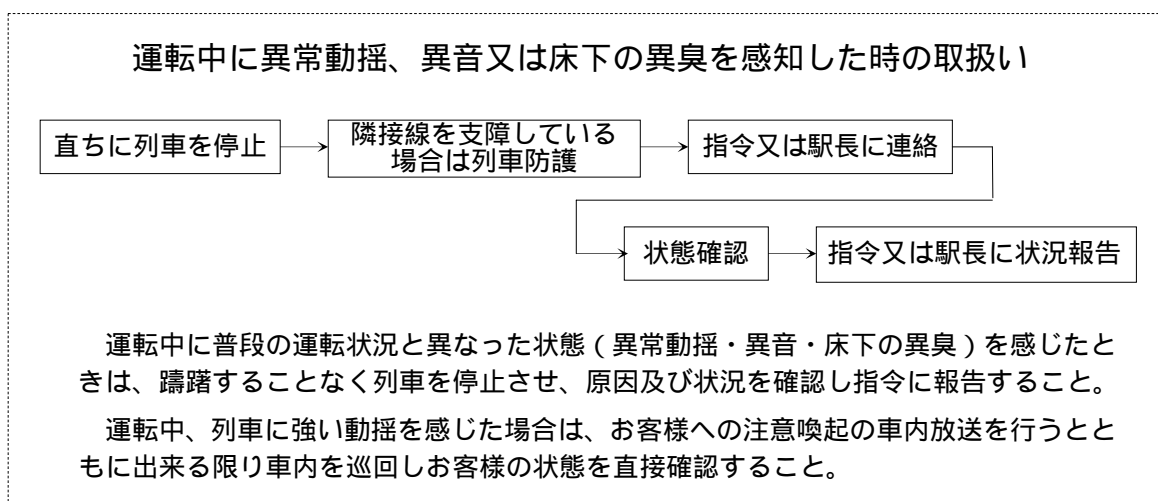 運転中に異常動揺、異音又は床下の異臭を感知した時の取扱い
直ちに列車を停止
隣接線を支障している
場合は列車防護
指令又は駅長に連絡
状態確認
指令又は駅長に状況報告
運転中に普段の運転状況と異なった状態（異常動揺・異音・床下の異臭）を感じたと
きは、躊躇することなく列車を停止させ、原因及び状況を確認し指令に報告すること。
運転中、列車に強い動揺を感じた場合は、お客様への注意喚起の車内放送を行うとと
もに出来る限り車内を巡回しお客様の状態を直接確認すること。